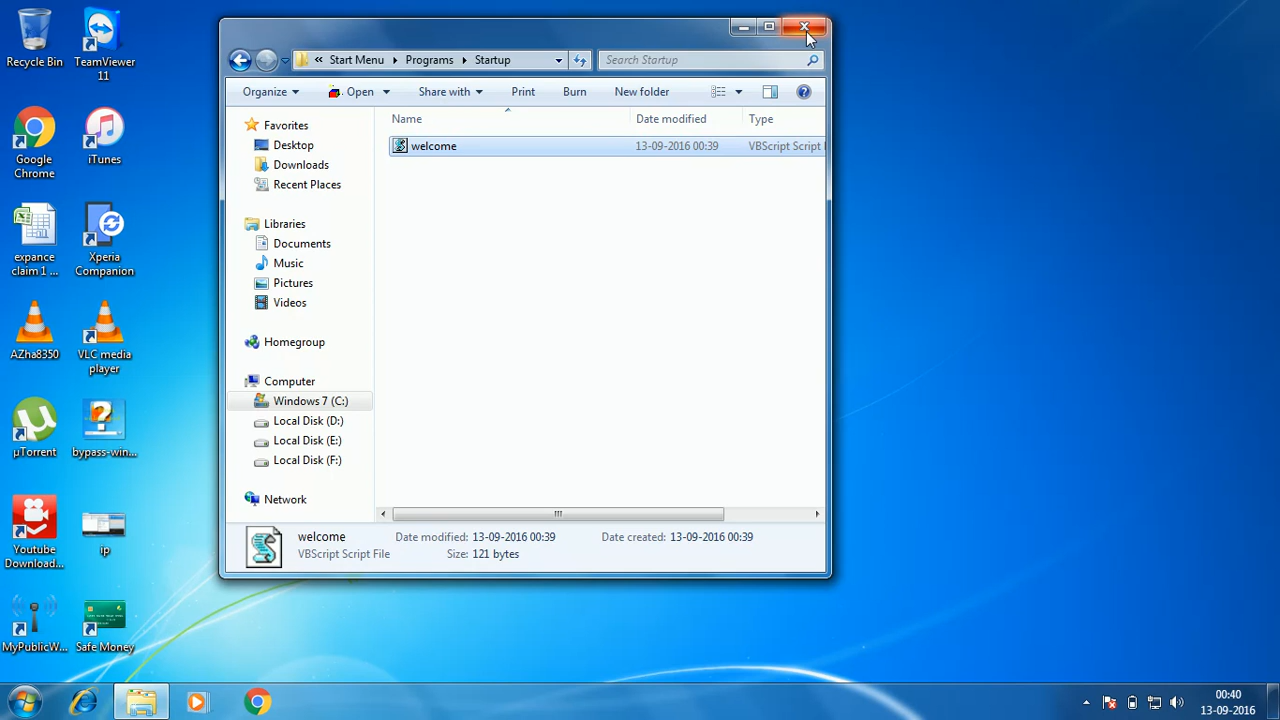 Recycle Bin
TeamViewer
11
Google
Chrome
iTunes
expance
claim 1 ...
Xperia
Companion
AZha8350
VLC media
player
µTorrent
bypass-win...
Youtube
Download...
ip
MyPublicW...
Safe Money
« Start Menu Programs Startup
Search Startup
Organize Open Share with Print Burn New folder
Name Date modified Type
welcome 13-09-2016 00:39 VBScript Script F
Favorites
Desktop
Downloads
Recent Places
Libraries
Documents
Music
Pictures
Videos
Homegroup
Computer
Windows 7 (C:)
Local Disk (D:)
Local Disk (E:)
Local Disk (F:)
Network
welcome Date modified: 13-09-2016 00:39 Date created: 13-09-2016 00:39
VBScript Script File Size: 121 bytes
00:40
13-09-2016